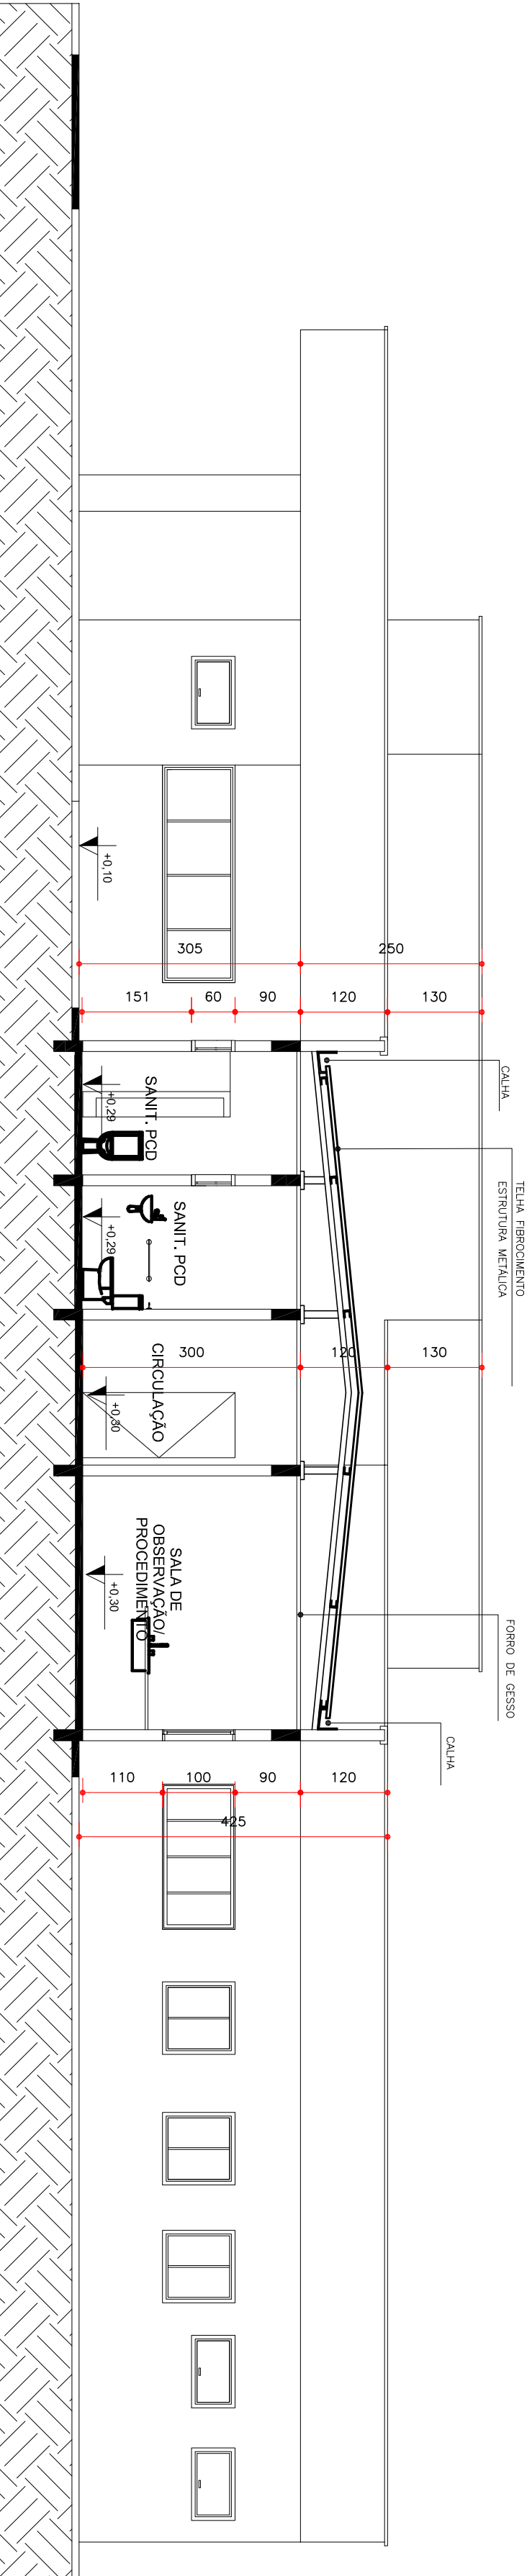 CALHA
TELHA FIBROCIMENTO
ESTRUTURA METÁLICA
FORRO DE GESSO
CALHA
250
305
130
120
90
60
151
130
120
300
120
90
100
110
425
SANIT. PCD
SANIT. PCD
CIRCULAÇÃO
SALA DE
OBSERVAÇÃO/
PROCEDIMENTO
+0,10
+0,29
+0,29
+0,30
+0,30